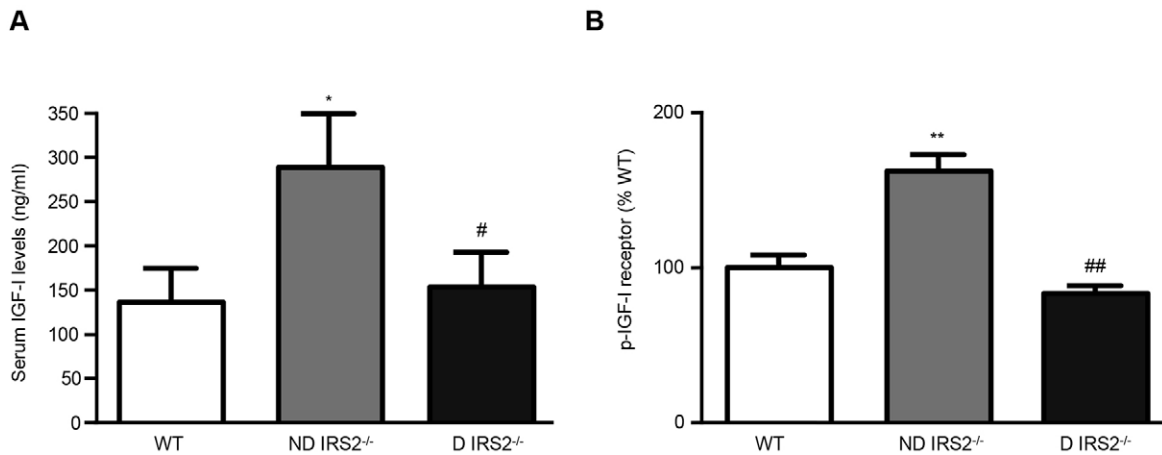 A
B
Serum IGF-I levels (ng/ml)
350
300
250
200
150
100
50
0
*
#
WT
ND IRS2-/-
D IRS2-/-
p-IGF-I receptor (% WT)
200
100
0
**
##
WT
ND IRS2-/-
D IRS2-/-